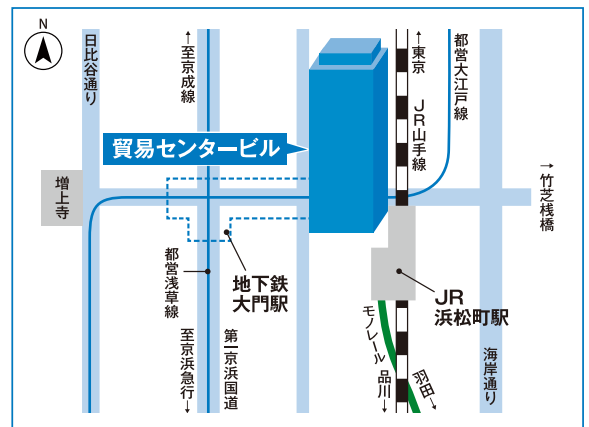 N
日比谷通り
至京成線
東京
都営大江戸線
JR山手線
貿易センタービル
竹芝桟橋
増上寺
都営浅草線
地下鉄
大門駅
JR
浜松町駅
モノレール
至京浜急行
第一京浜国道
品川
羽田
海岸通り